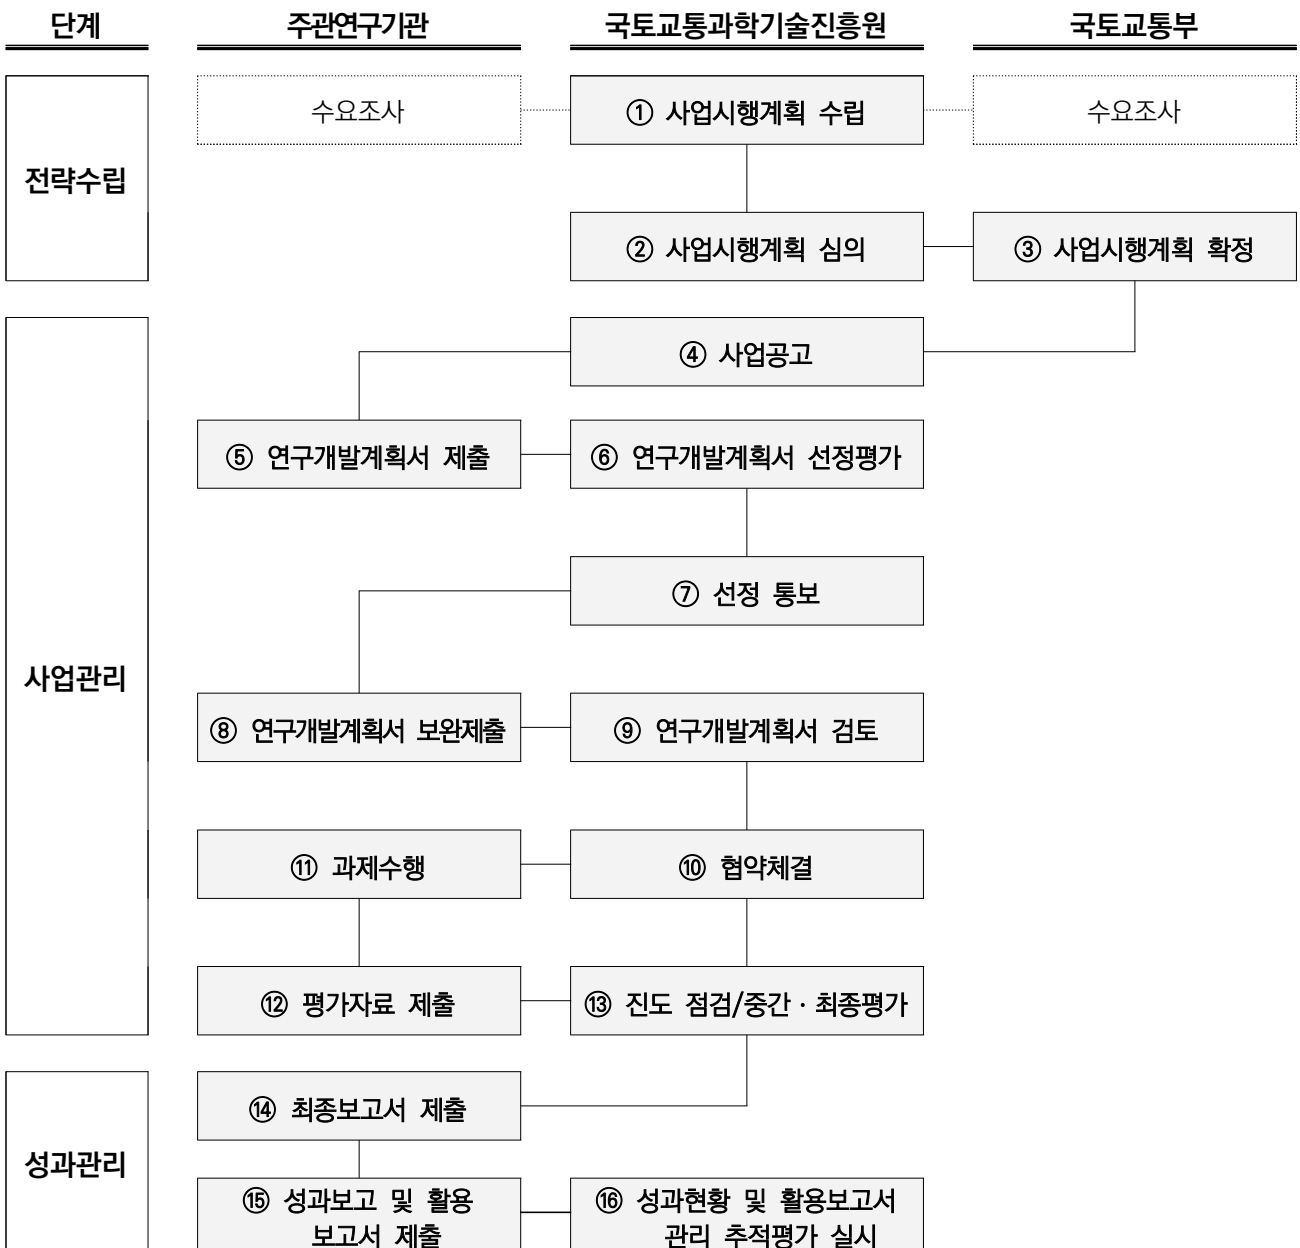 단계 주관연구기관 국토교통과학기술진흥원 국토교통부
수요조사 ① 사업시행계획 수립 수요조사
전략수립
② 사업시행계획 심의 ③ 사업시행계획 확정
④ 사업공고
⑤ 연구개발계획서 제출 ⑥ 연구개발계획서 선정평가
⑦ 선정 통보
사업관리
⑧ 연구개발계획서 보완제출 ⑨ 연구개발계획서 검토
⑪ 과제수행 ⑩ 협약체결
⑫ 평가자료 제출 ⑬ 진도 점검/중간 · 최종평가
⑭ 최종보고서 제출
성과관리
⑮ 성과보고 및 활용 ⑯ 성과현황 및 활용보고서
보고서 제출 관리 추적평가 실시